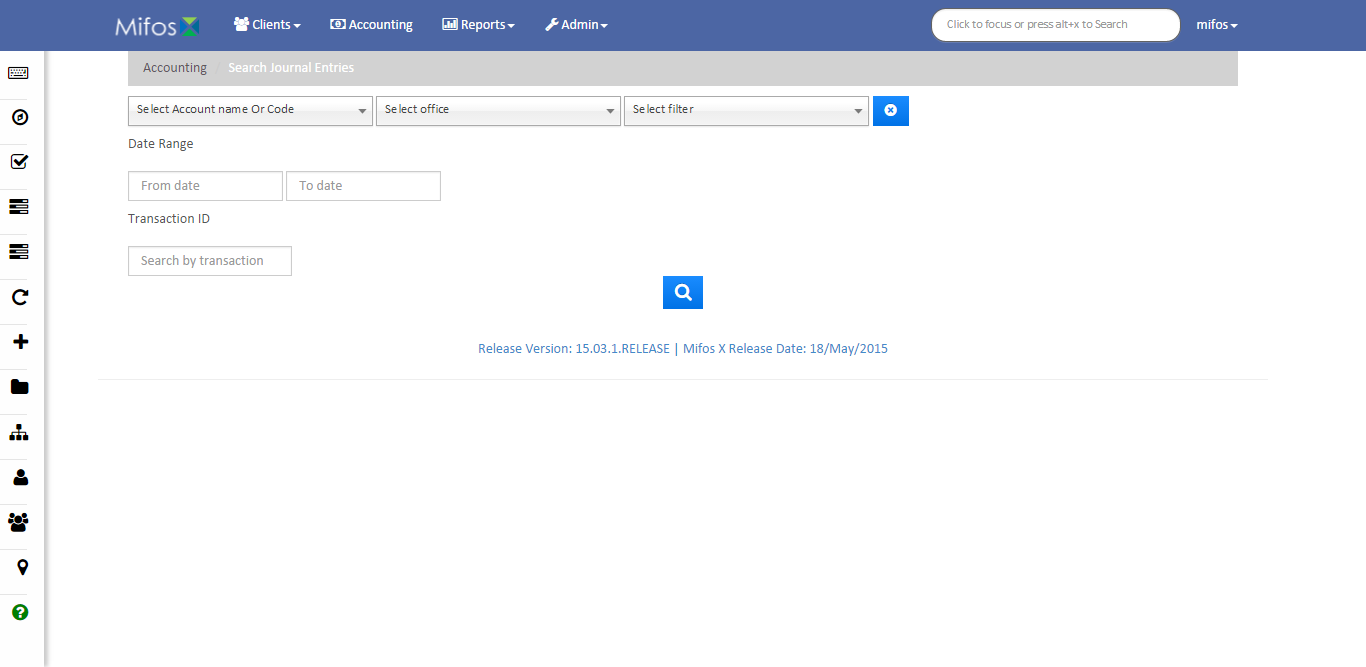 Mifos Clients Accounting Reports Admin Click to focus or press alt+x to Search mifos
Accounting / Search Journal Entries
Select Account name Or Code Select office Select filter
Date Range
From date To date
Transaction ID
Search by transaction
Release Version: 15.03.1.RELEASE | Mifos X Release Date: 18/May/2015